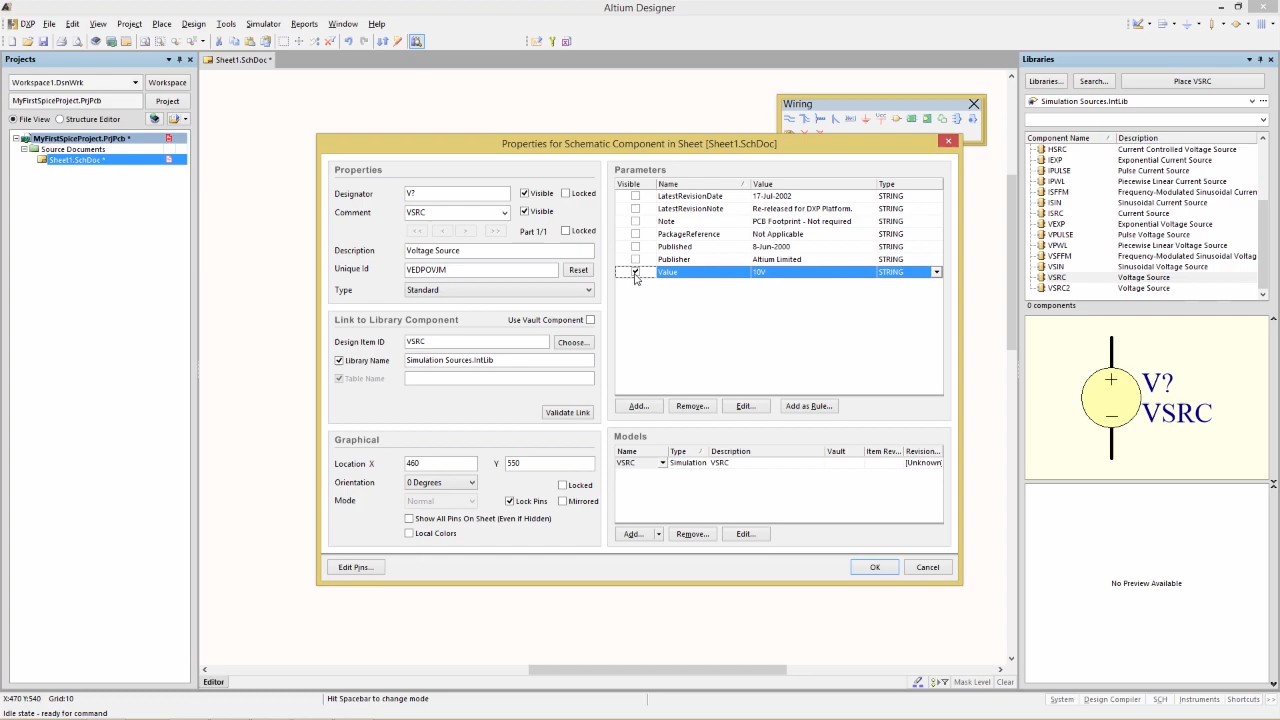 Altium Designer
DXP File Edit View Project Place Design Tools Simulator Reports Window Help
Projects
Sheet1.SchDoc *
Libraries
Workspace1.DsnWrk
Workspace
MyFirstSpiceProject.PrjPcb
Project
File View
Structure Editor
MyFirstSpiceProject.PrjPcb *
Source Documents
Sheet1.SchDoc *
Wiring
Properties for Schematic Component in Sheet [Sheet1.SchDoc]
Properties
Designator V? Visible Locked
Comment VSRC Visible
<< < > >> Part 1/1 Locked
Description Voltage Source
Unique Id VEDPOVJM Reset
Type Standard
Link to Library Component Use Vault Component
Design Item ID VSRC Choose...
Library Name Simulation Sources.IntLib
Table Name
Validate Link
Graphical
Location X 460 Y 550
Orientation 0 Degrees Locked
Mode Normal Lock Pins Mirrored
Show All Pins On Sheet (Even if Hidden)
Local Colors
Edit Pins...
Parameters
Visible Name Value Type
LatestRevisionDate 17-Jul-2002 STRING
LatestRevisionNote Re-released for DXP Platform. STRING
Note PCB Footprint - Not required STRING
PackageReference Not Applicable STRING
Published 8-Jun-2000 STRING
Publisher Altium Limited STRING
Value 10V STRING
Add... Remove... Edit... Add as Rule...
Models
Name Type Description Vault Item Rev... Revision...
VSRC Simulation VSRC [Unknown]
Add... Remove... Edit...
OK Cancel
Libraries... Search... Place VSRC
Simulation Sources.IntLib
Component Name Description
HSRC Current Controlled Voltage Source
IEXP Exponential Current Source
IPULSE Pulse Current Source
IPWL Piecewise Linear Current Source
ISFFM Frequency-Modulated Sinusoidal Current
ISIN Sinusoidal Current Source
ISRC Current Source
VEXP Exponential Voltage Source
VPULSE Pulse Voltage Source
VPWL Piecewise Linear Voltage Source
VSFFM Frequency-Modulated Sinusoidal Voltage
VSIN Sinusoidal Voltage Source
VSRC Voltage Source
VSRC2 Voltage Source
0 components
V?
VSRC
No Preview Available
Editor
Mask Level Clear
X:470 Y:540 Grid:10
Hit Spacebar to change mode
System Design Compiler SCH Instruments Shortcuts >>
Idle state - ready for command